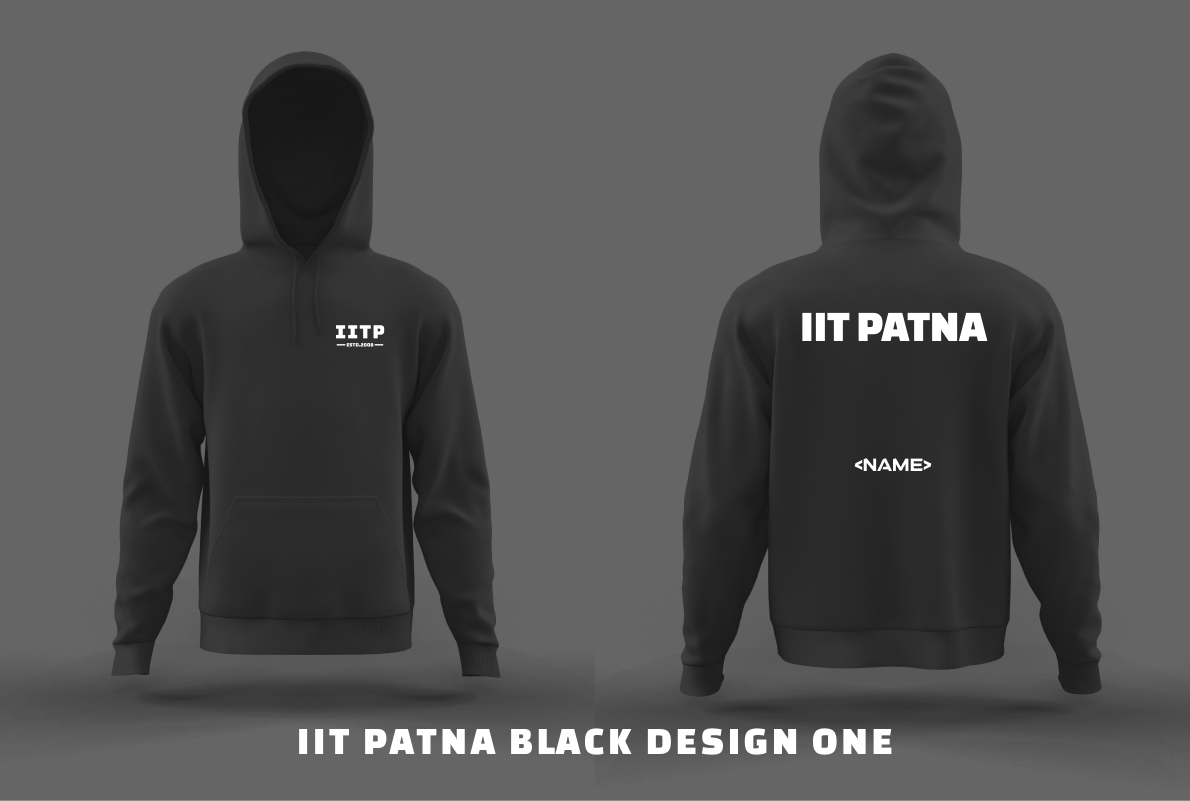 IITP
ESTD.2008
IIT PATNA
<NAME>
IIT PATNA BLACK DESIGN ONE